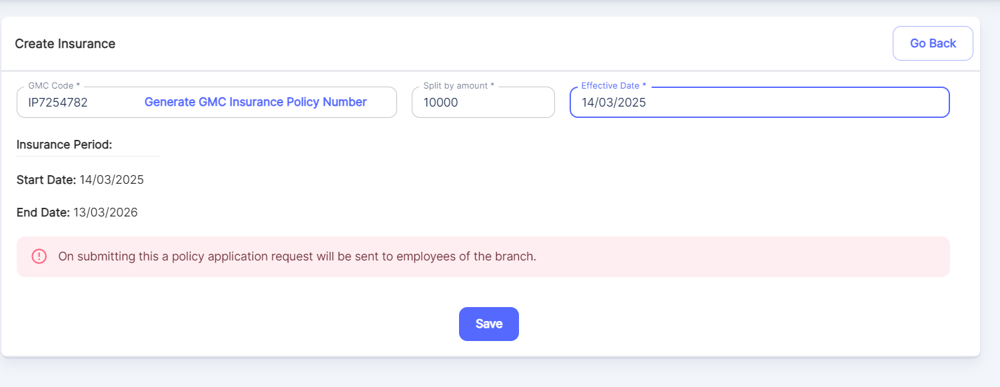 Create Insurance
Go Back
GMC Code *
IP7254782
Generate GMC Insurance Policy Number
Split by amount *
10000
Effective Date *
14/03/2025
Insurance Period:
Start Date: 14/03/2025
End Date: 13/03/2026
On submitting this a policy application request will be sent to employees of the branch.
Save